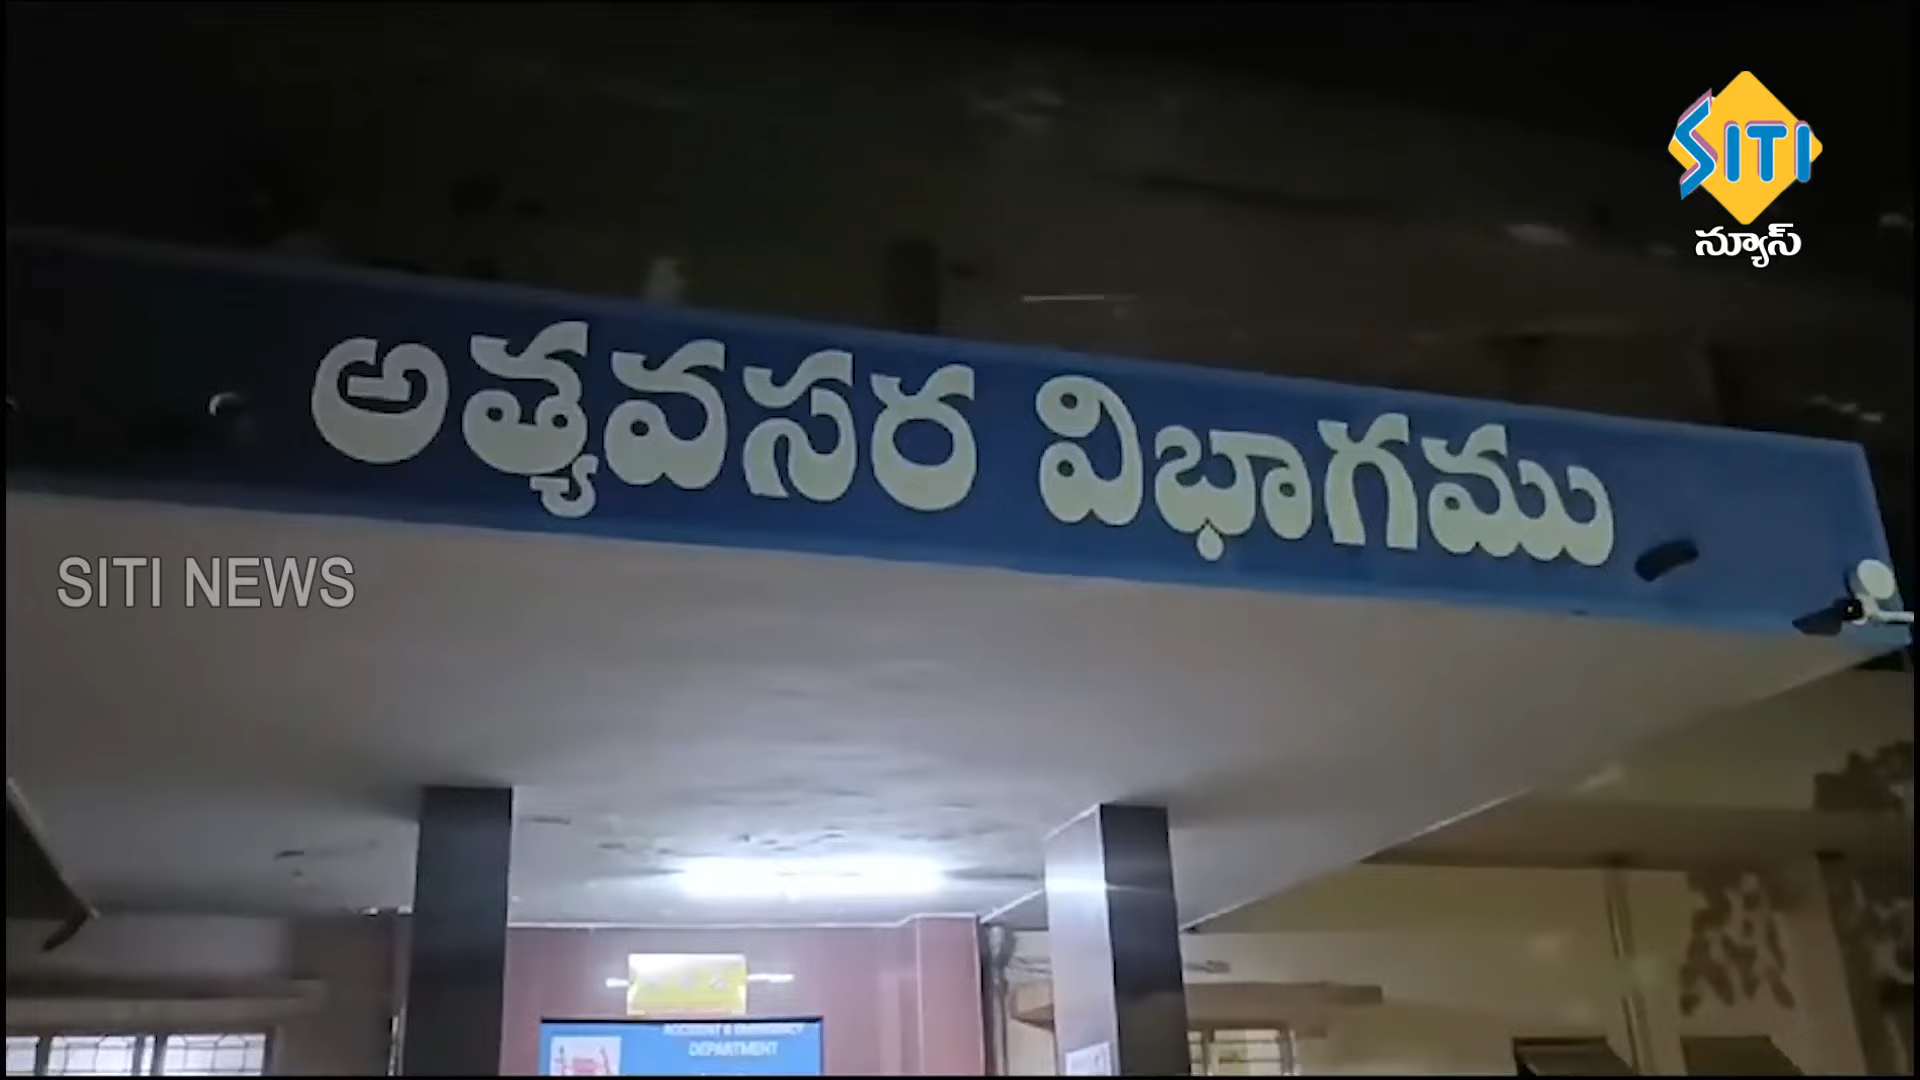 SITI
న్యూస్
అత్యవసర విభాగము
SITI NEWS
ACCIDENT & EMERGENCY
DEPARTMENT